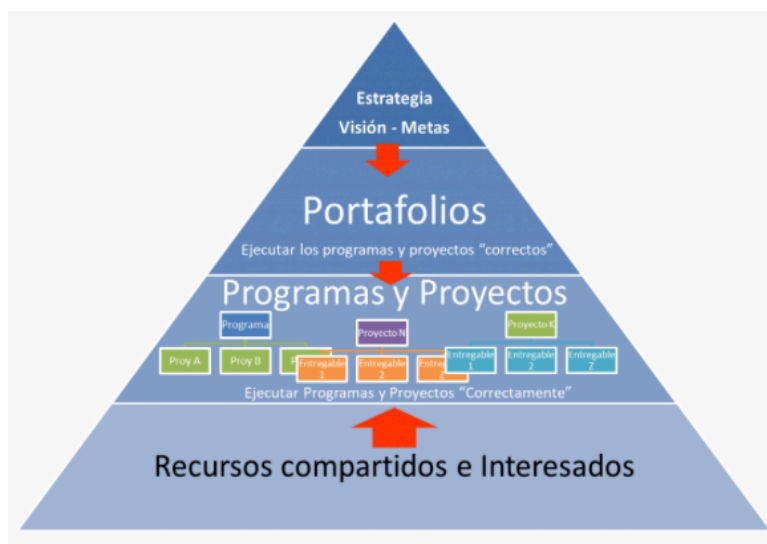 Estrategia
Visión - Metas
Portafolios
Ejecutar los programas y proyectos “correctos”
Programas y Proyectos
Programa
Proyecto N
Proyecto K
Proy A
Proy B
Entregable
1
Entregable
2
Entregable
1
Entregable
2
Entregable
Z
Ejecutar Programas y Proyectos “Correctamente”
Recursos compartidos e Interesados